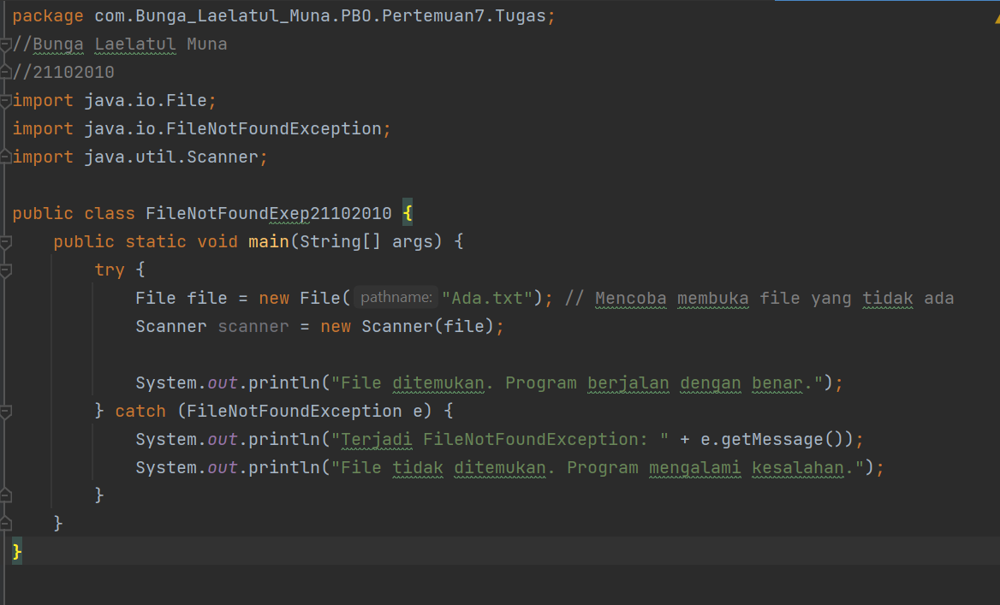 package com.Bunga_Laelatul_Muna.PBO.Pertemuan7.Tugas;
//Bunga Laelatul Muna
//21102010
import java.io.File;
import java.io.FileNotFoundException;
import java.util.Scanner;

public class FileNotFoundExep21102010 {
    public static void main(String[] args) {
        try {
            File file = new File( pathname: "Ada.txt"); // Mencoba membuka file yang tidak ada
            Scanner scanner = new Scanner(file);

            System.out.println("File ditemukan. Program berjalan dengan benar.");
        } catch (FileNotFoundException e) {
            System.out.println("Terjadi FileNotFoundException: " + e.getMessage());
            System.out.println("File tidak ditemukan. Program mengalami kesalahan.");
        }
    }
}